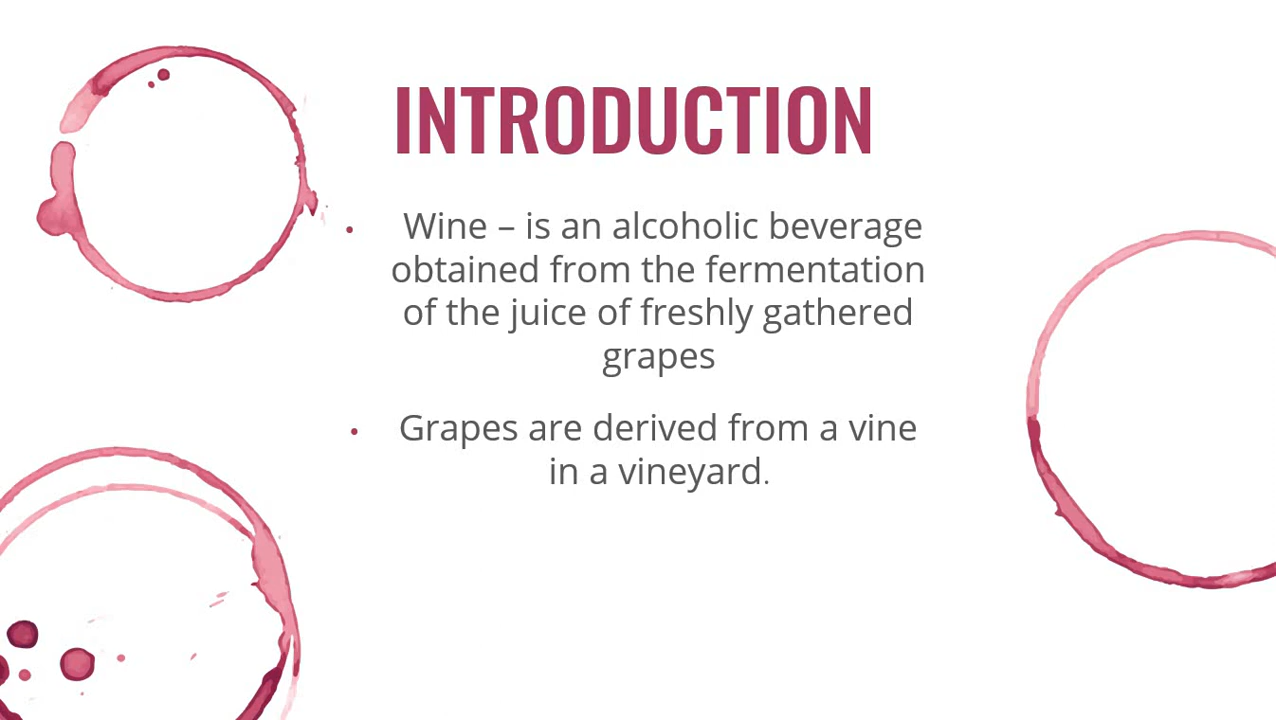 INTRODUCTION
• Wine – is an alcoholic beverage
obtained from the fermentation
of the juice of freshly gathered
grapes
• Grapes are derived from a vine
in a vineyard.